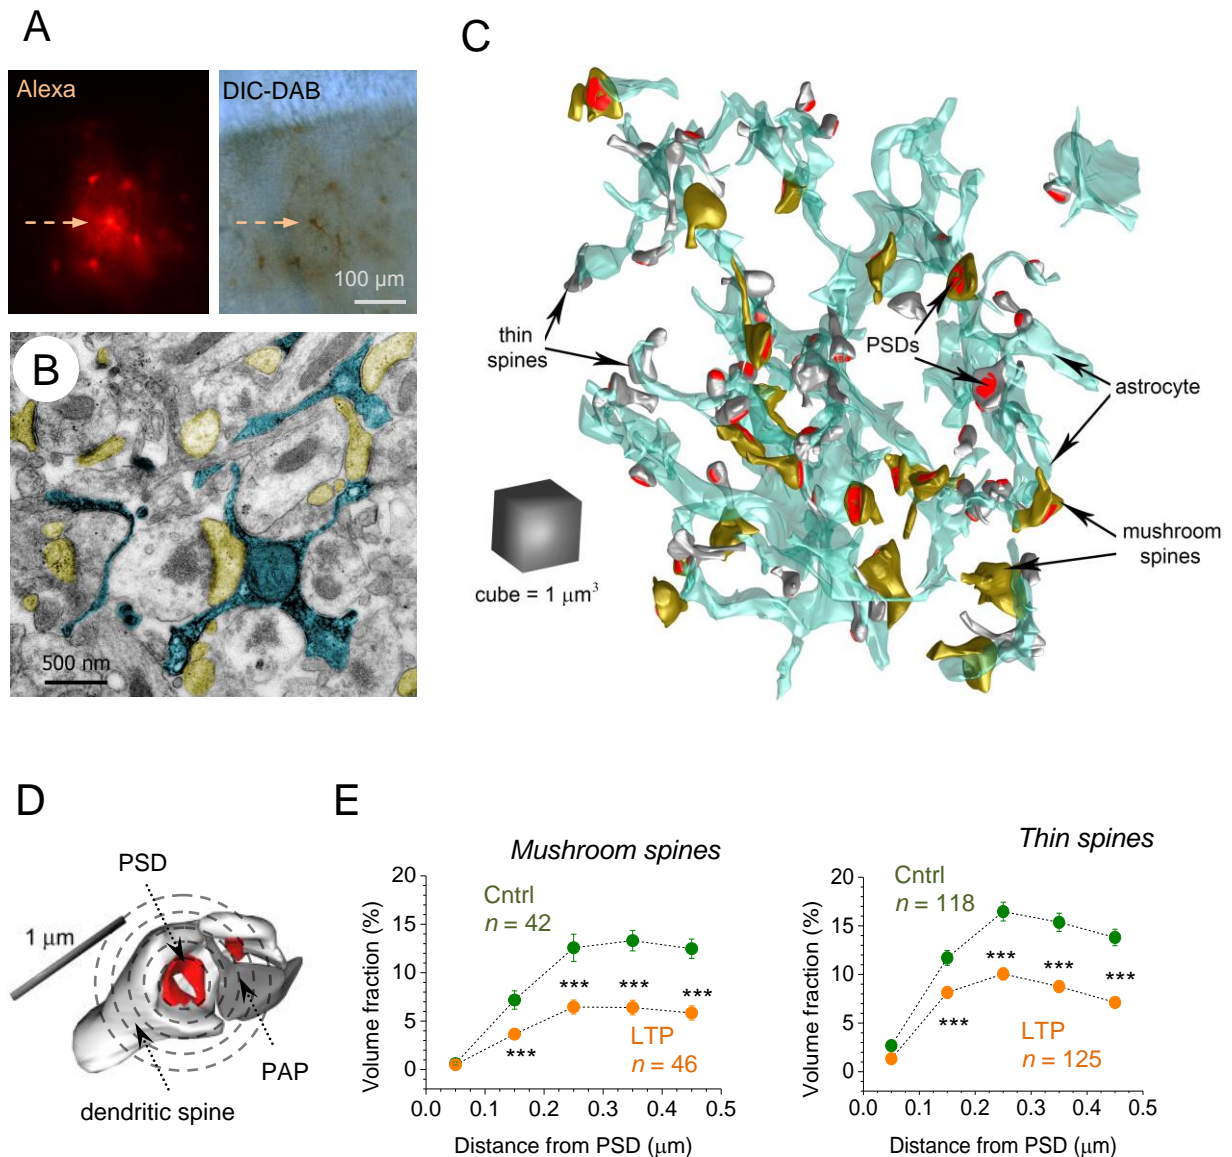 A
Alexa
DIC-DAB
100 µm
B
500 nm
C
thin
spines
PSDs
astrocyte
mushroom
spines
cube = 1 µm³
D
PSD
1 µm
PAP
dendritic spine
E
Mushroom spines
Cntrl
n = 42
***
***
***
***
LTP
n = 46
Volume fraction (%)
20
15
10
5
0
0.0
0.1
0.2
0.3
0.4
0.5
Distance from PSD (µm)
Thin spines
Cntrl
n = 118
***
***
***
***
LTP
n = 125
Volume fraction (%)
20
15
10
5
0
0.0
0.1
0.2
0.3
0.4
0.5
Distance from PSD (µm)